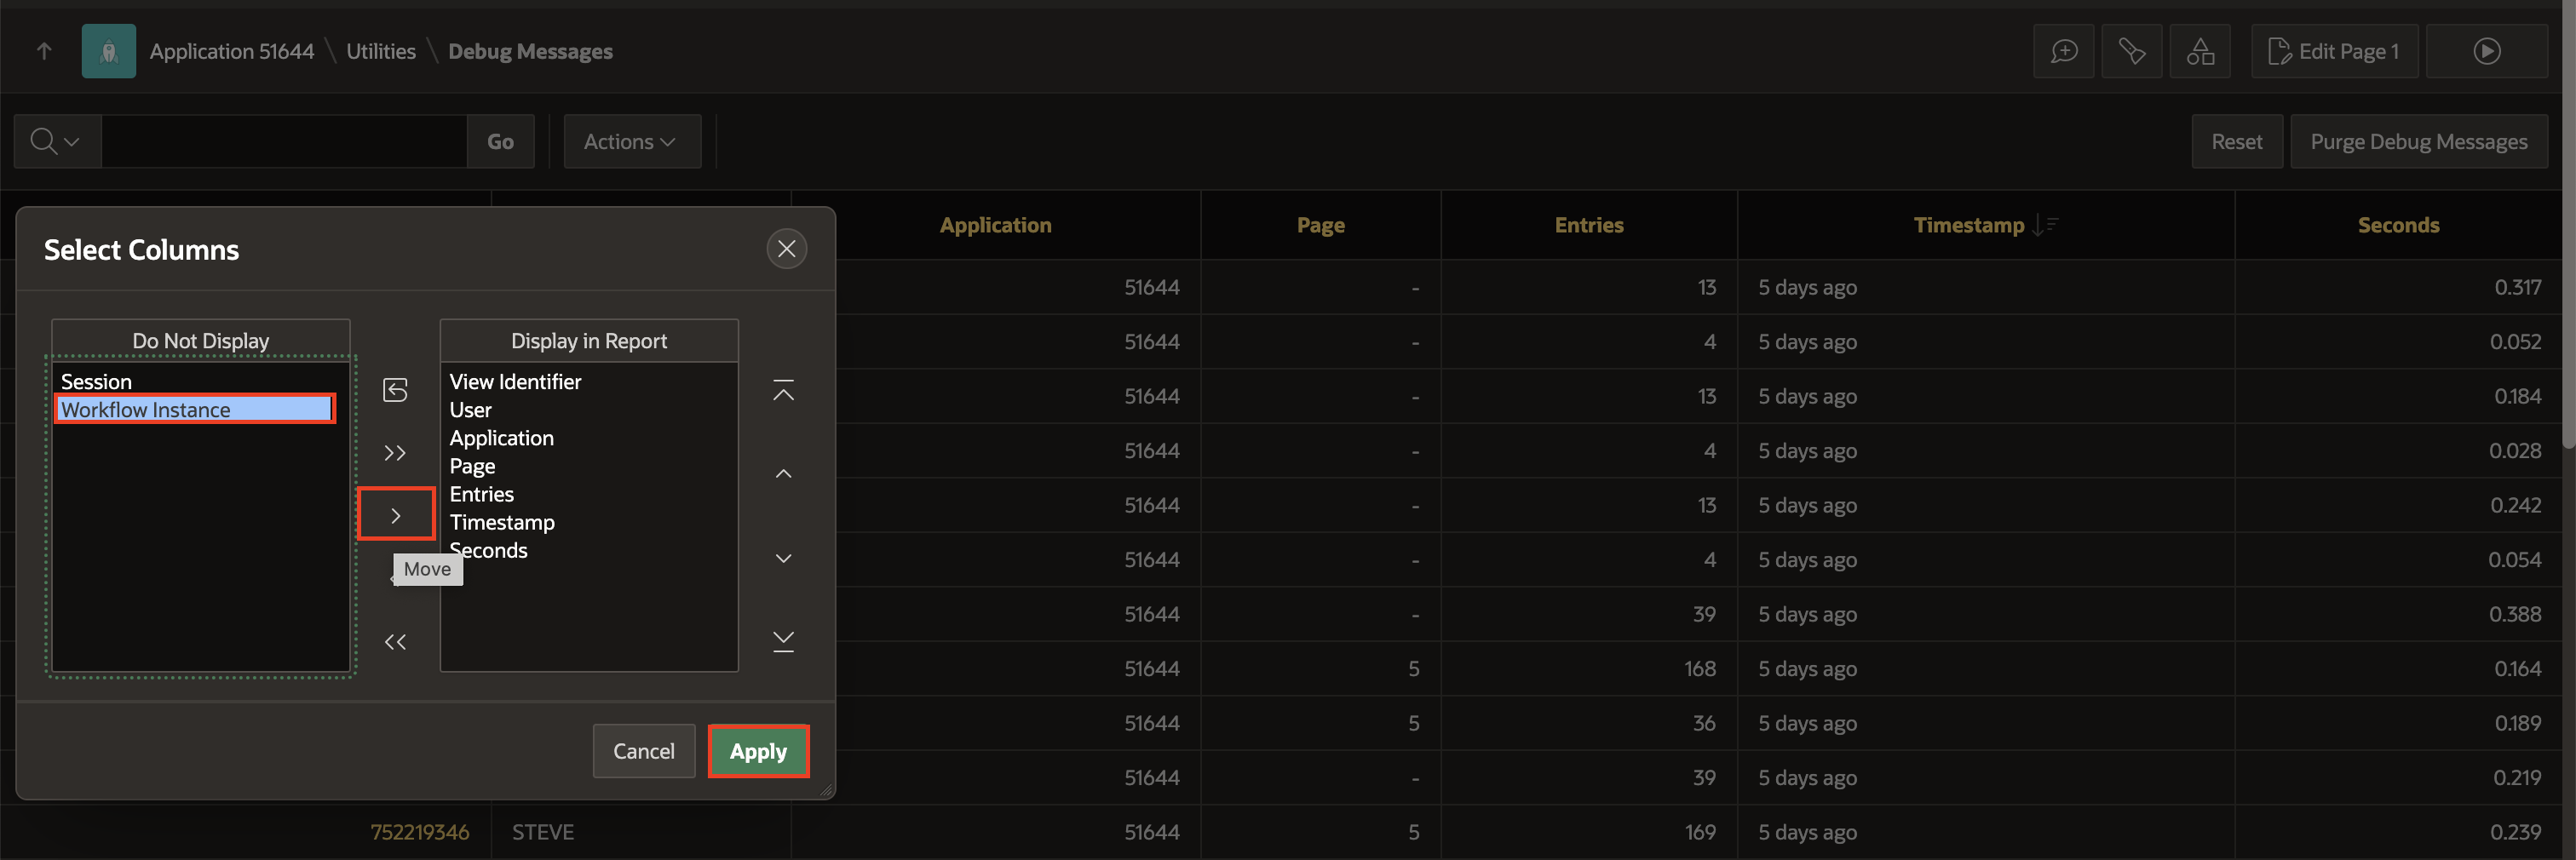 Application 51644 \ Utilities \ Debug Messages
Edit Page 1
Go
Actions
Reset
Purge Debug Messages
Application Page Entries Timestamp Seconds
Select Columns
Do Not Display
Session
Workflow Instance
Move
Display in Report
View Identifier
User
Application
Page
Entries
Timestamp
Seconds
Cancel
Apply
51644 - 13 5 days ago 0.317
51644 - 4 5 days ago 0.052
51644 - 13 5 days ago 0.184
51644 - 4 5 days ago 0.028
51644 - 13 5 days ago 0.242
51644 - 4 5 days ago 0.054
51644 - 39 5 days ago 0.388
51644 5 168 5 days ago 0.164
51644 5 36 5 days ago 0.189
51644 - 39 5 days ago 0.219
752219346 STEVE 51644 5 169 5 days ago 0.239